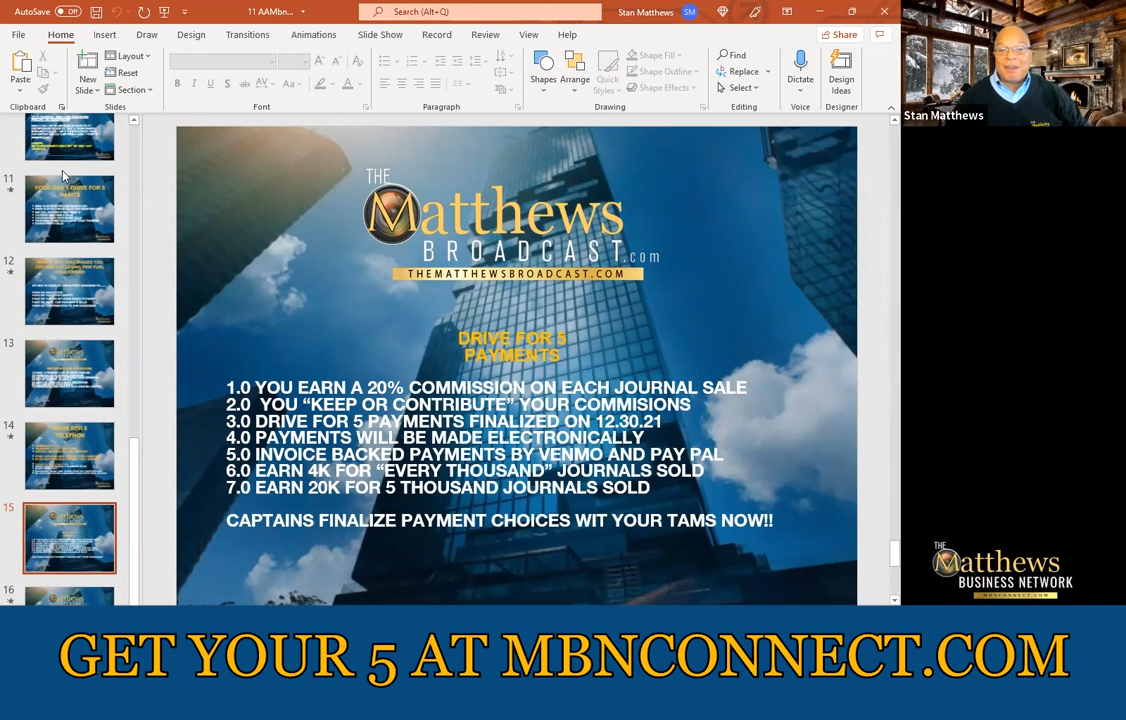 AutoSave Off 11 AAMbn... Search (Alt+Q) Stan Matthews SM
File Home Insert Draw Design Transitions Animations Slide Show Record Review View Help Share
Paste New Slide Layout Reset Section Shapes Arrange Quick Styles Shape Fill Shape Outline Shape Effects Find Replace Select Dictate Design Ideas
Clipboard Slides Font Paragraph Drawing Editing Voice Designer
Stan Matthews
11
12
13
14
15
16
THE
Matthews
BROADCAST.com
THEMATTHEWSBROADCAST.COM
DRIVE FOR 5
PAYMENTS
1.0 YOU EARN A 20% COMMISSION ON EACH JOURNAL SALE
2.0 YOU “KEEP OR CONTRIBUTE” YOUR COMMISIONS
3.0 DRIVE FOR 5 PAYMENTS FINALIZED ON 12.30.21
4.0 PAYMENTS WILL BE MADE ELECTRONICALLY
5.0 INVOICE BACKED PAYMENTS BY VENMO AND PAY PAL
6.0 EARN 4K FOR “EVERY THOUSAND” JOURNALS SOLD
7.0 EARN 20K FOR 5 THOUSAND JOURNALS SOLD
CAPTAINS FINALIZE PAYMENT CHOICES WIT YOUR TAMS NOW!!
THE
Matthews
BUSINESS NETWORK
MBNCONNECT.COM
GET YOUR 5 AT MBNCONNECT.COM